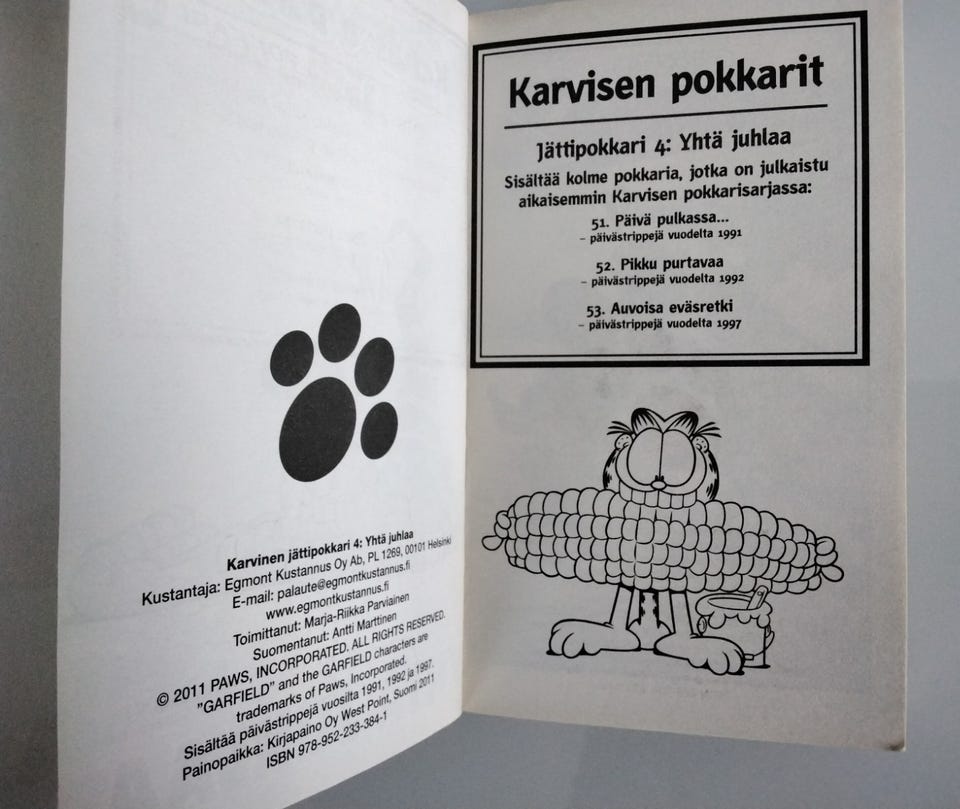 Karvinen jättipokkari 4: Yhtä juhlaa
Kustantaja: Egmont Kustannus Oy Ab, PL 1269, 00101 Helsinki
E-mail: palaute@egmontkustannus.fi
www.egmontkustannus.fi
Toimittanut: Marja-Riikka Parviainen
Suomentanut: Antti Marttinen
© 2011 PAWS, INCORPORATED. ALL RIGHTS RESERVED.
"GARFIELD" and the GARFIELD characters are
trademarks of Paws, Incorporated.
Sisältää päivästrippejä vuosilta 1991, 1992 ja 1997.
Painopaikka: Kirjapaino Oy West Point, Suomi 2011
ISBN 978-952-233-384-1
Karvisen pokkarit
Jättipokkari 4: Yhtä juhlaa
Sisältää kolme pokkaria, jotka on julkaistu
aikaisemmin Karvisen pokkarisarjassa:
51. Päivä pulkassa...
– päivästrippejä vuodelta 1991
52. Pikku purtavaa
– päivästrippejä vuodelta 1992
53. Auvoisa eväsretki
– päivästrippejä vuodelta 1997